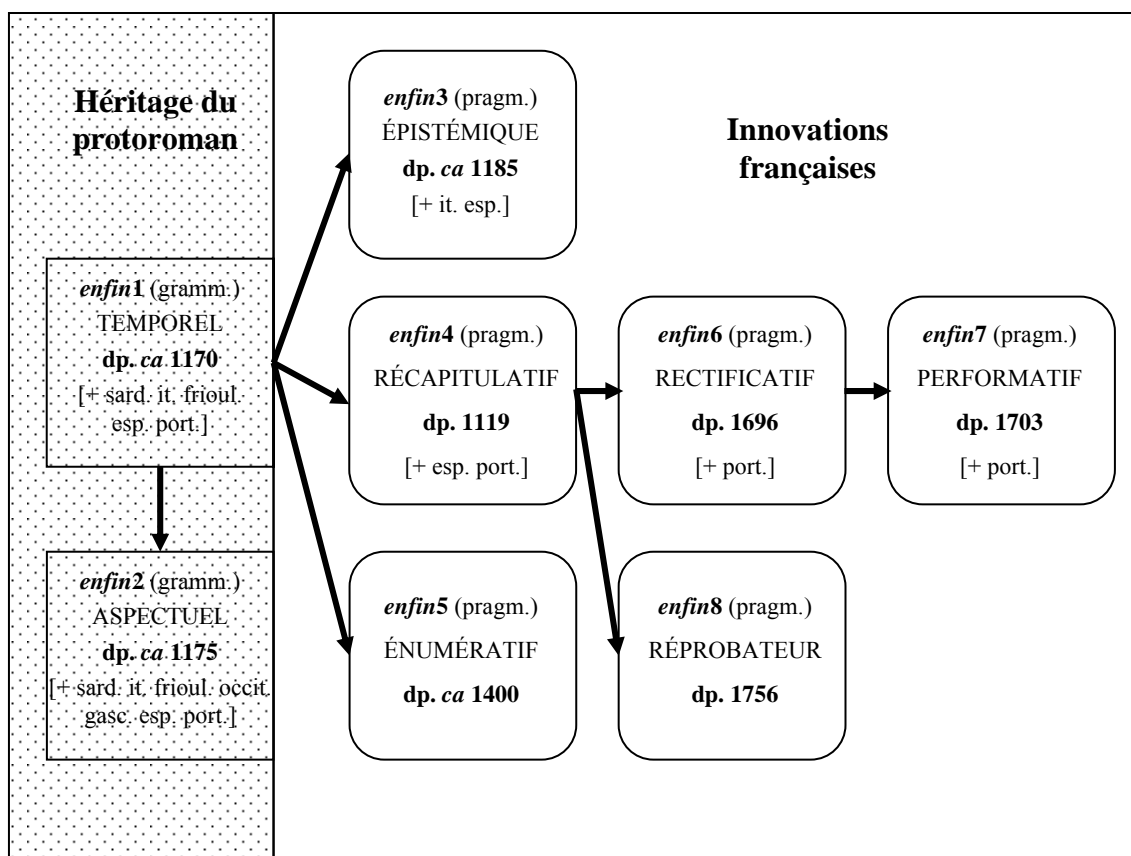 Héritage du
protoroman
enfin1 (gramm.)
TEMPOREL
dp. ca 1170
[+ sard. it. frioul.
esp. port.]
enfin2 (gramm.)
ASPECTUEL
dp. ca 1175
[+ sard. it. frioul. occit.
gasc. esp. port.]
Innovations
françaises
enfin3 (pragm.)
ÉPISTÉMIQUE
dp. ca 1185
[+ it. esp.]
enfin4 (pragm.)
RÉCAPITULATIF
dp. 1119
[+ esp. port.]
enfin6 (pragm.)
RECTIFICATIF
dp. 1696
[+ port.]
enfin7 (pragm.)
PERFORMATIF
dp. 1703
[+ port.]
enfin5 (pragm.)
ÉNUMÉRATIF
dp. ca 1400
enfin8 (pragm.)
RÉPROBATEUR
dp. 1756